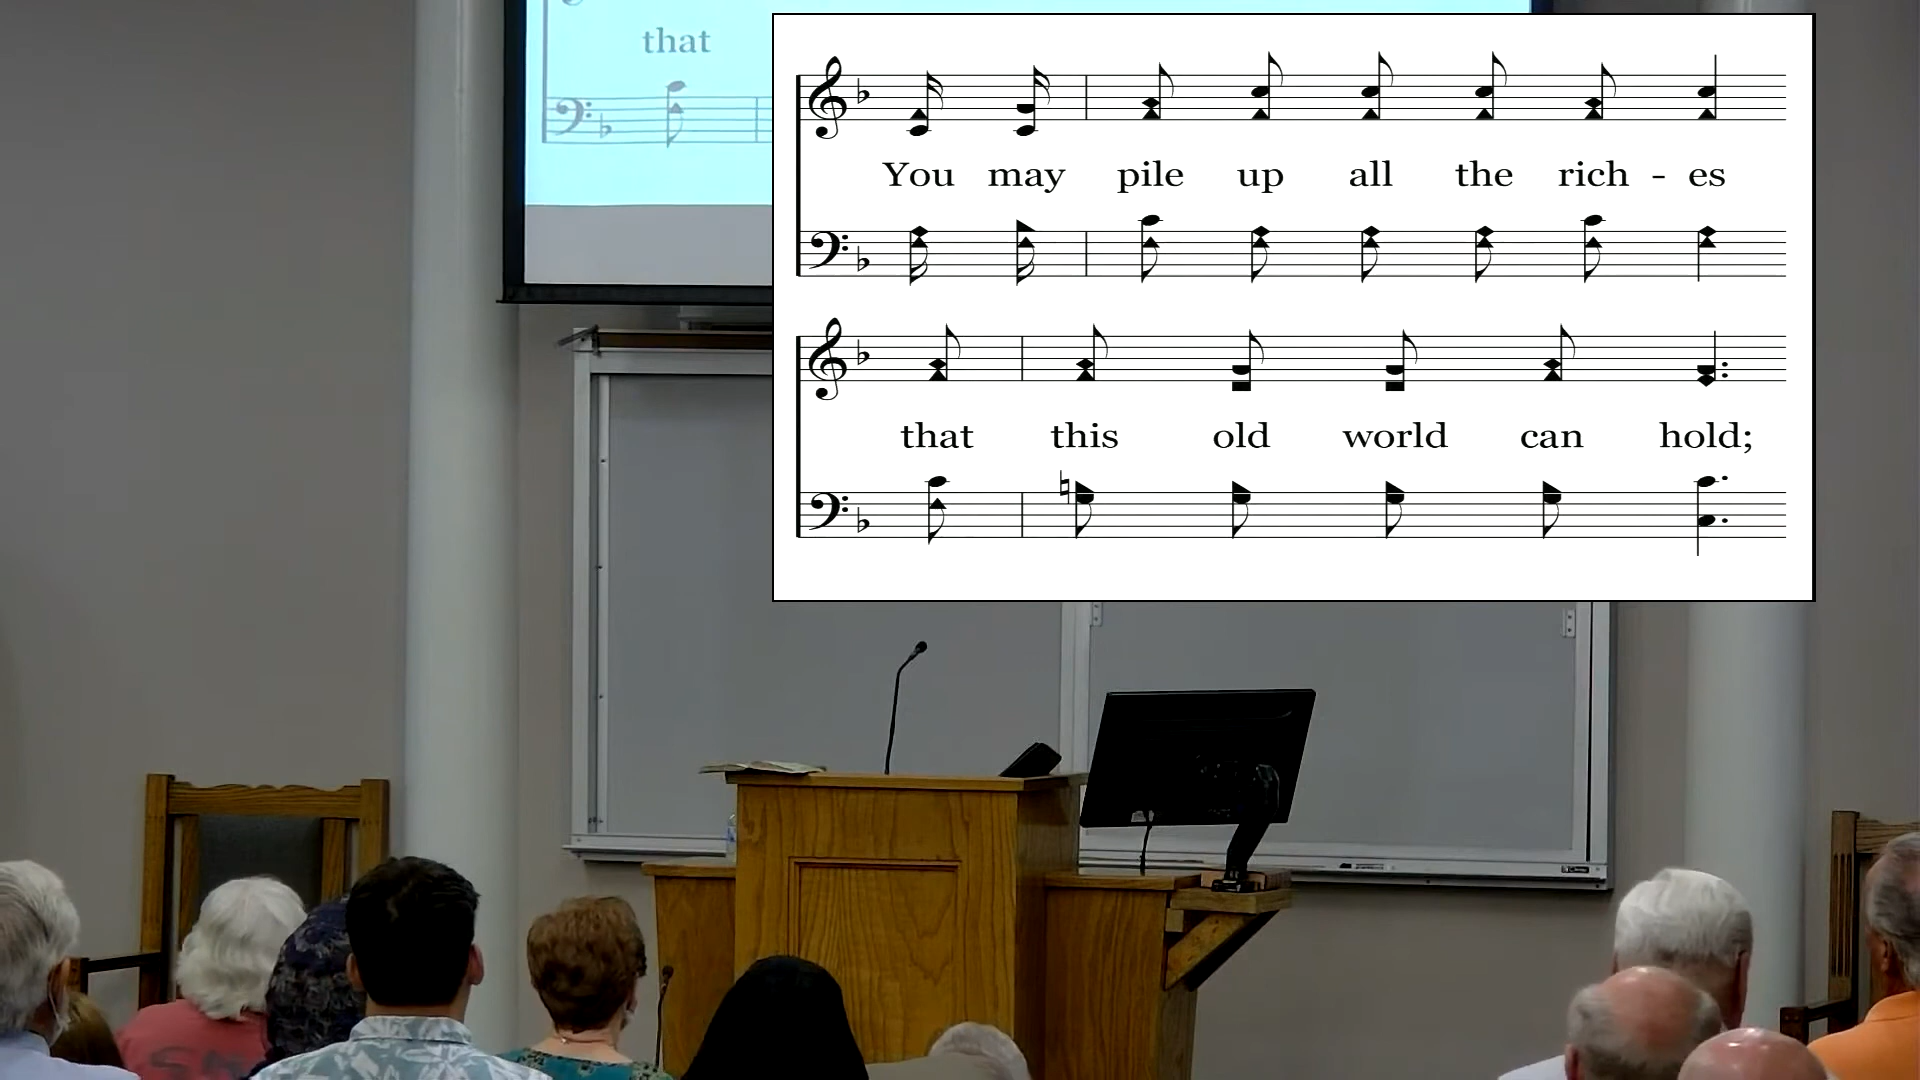 that
You may pile up all the rich - es
that this old world can hold;